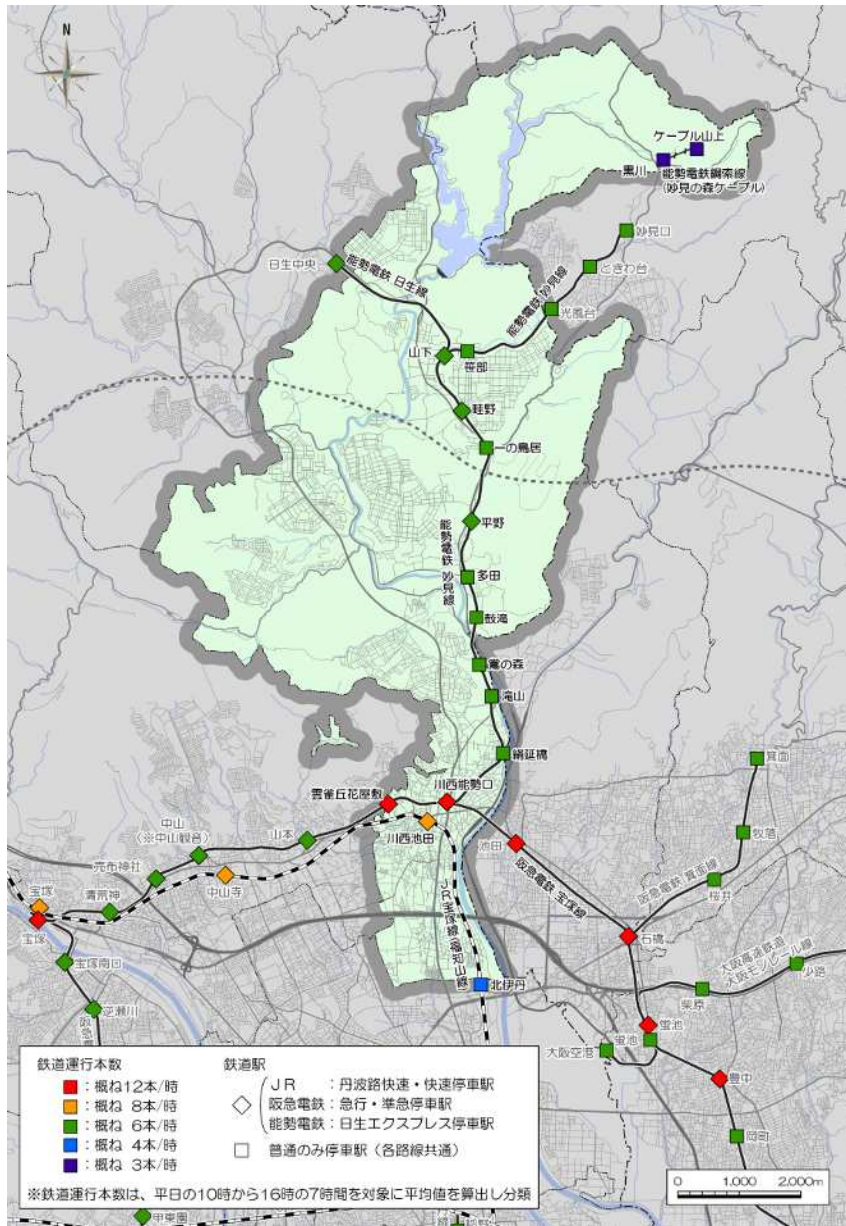 N
ケーブル山上
黒川
能勢電鉄鋼索線
(妙見の森ケーブル)
妙見口
ときわ台
日生中央
能勢電鉄 日生線
能勢電鉄 妙見線
光風台
山下
笹部
畦野
一の鳥居
能勢電鉄 妙見線
平野
多田
鼓滝
鶯の森
滝山
絹延橋
箕面
雲雀丘花屋敷
川西能勢口
中山
(※中山観音)
山本
川西池田
池田
牧落
売布神社
阪急電鉄 宝塚線
阪急電鉄 箕面線
宝塚
清荒神
中山寺
桜井
宝塚
JR宝塚線(福知山線)
石橋
大阪高速鉄道
大阪モノレール線
宝塚南口
少路
北伊丹
柴原
逆瀬川
蛍池
蛍池
大阪空港
豊中
岡町
甲東園
鉄道運行本数
:概ね12本/時
:概ね 8本/時
:概ね 6本/時
:概ね 4本/時
:概ね 3本/時
鉄道駅
JR :丹波路快速・快速停車駅
阪急電鉄:急行・準急停車駅
能勢電鉄:日生エクスプレス停車駅
普通のみ停車駅(各路線共通)
※鉄道運行本数は、平日の10時から16時の7時間を対象に平均値を算出し分類
0 1,000 2,000m